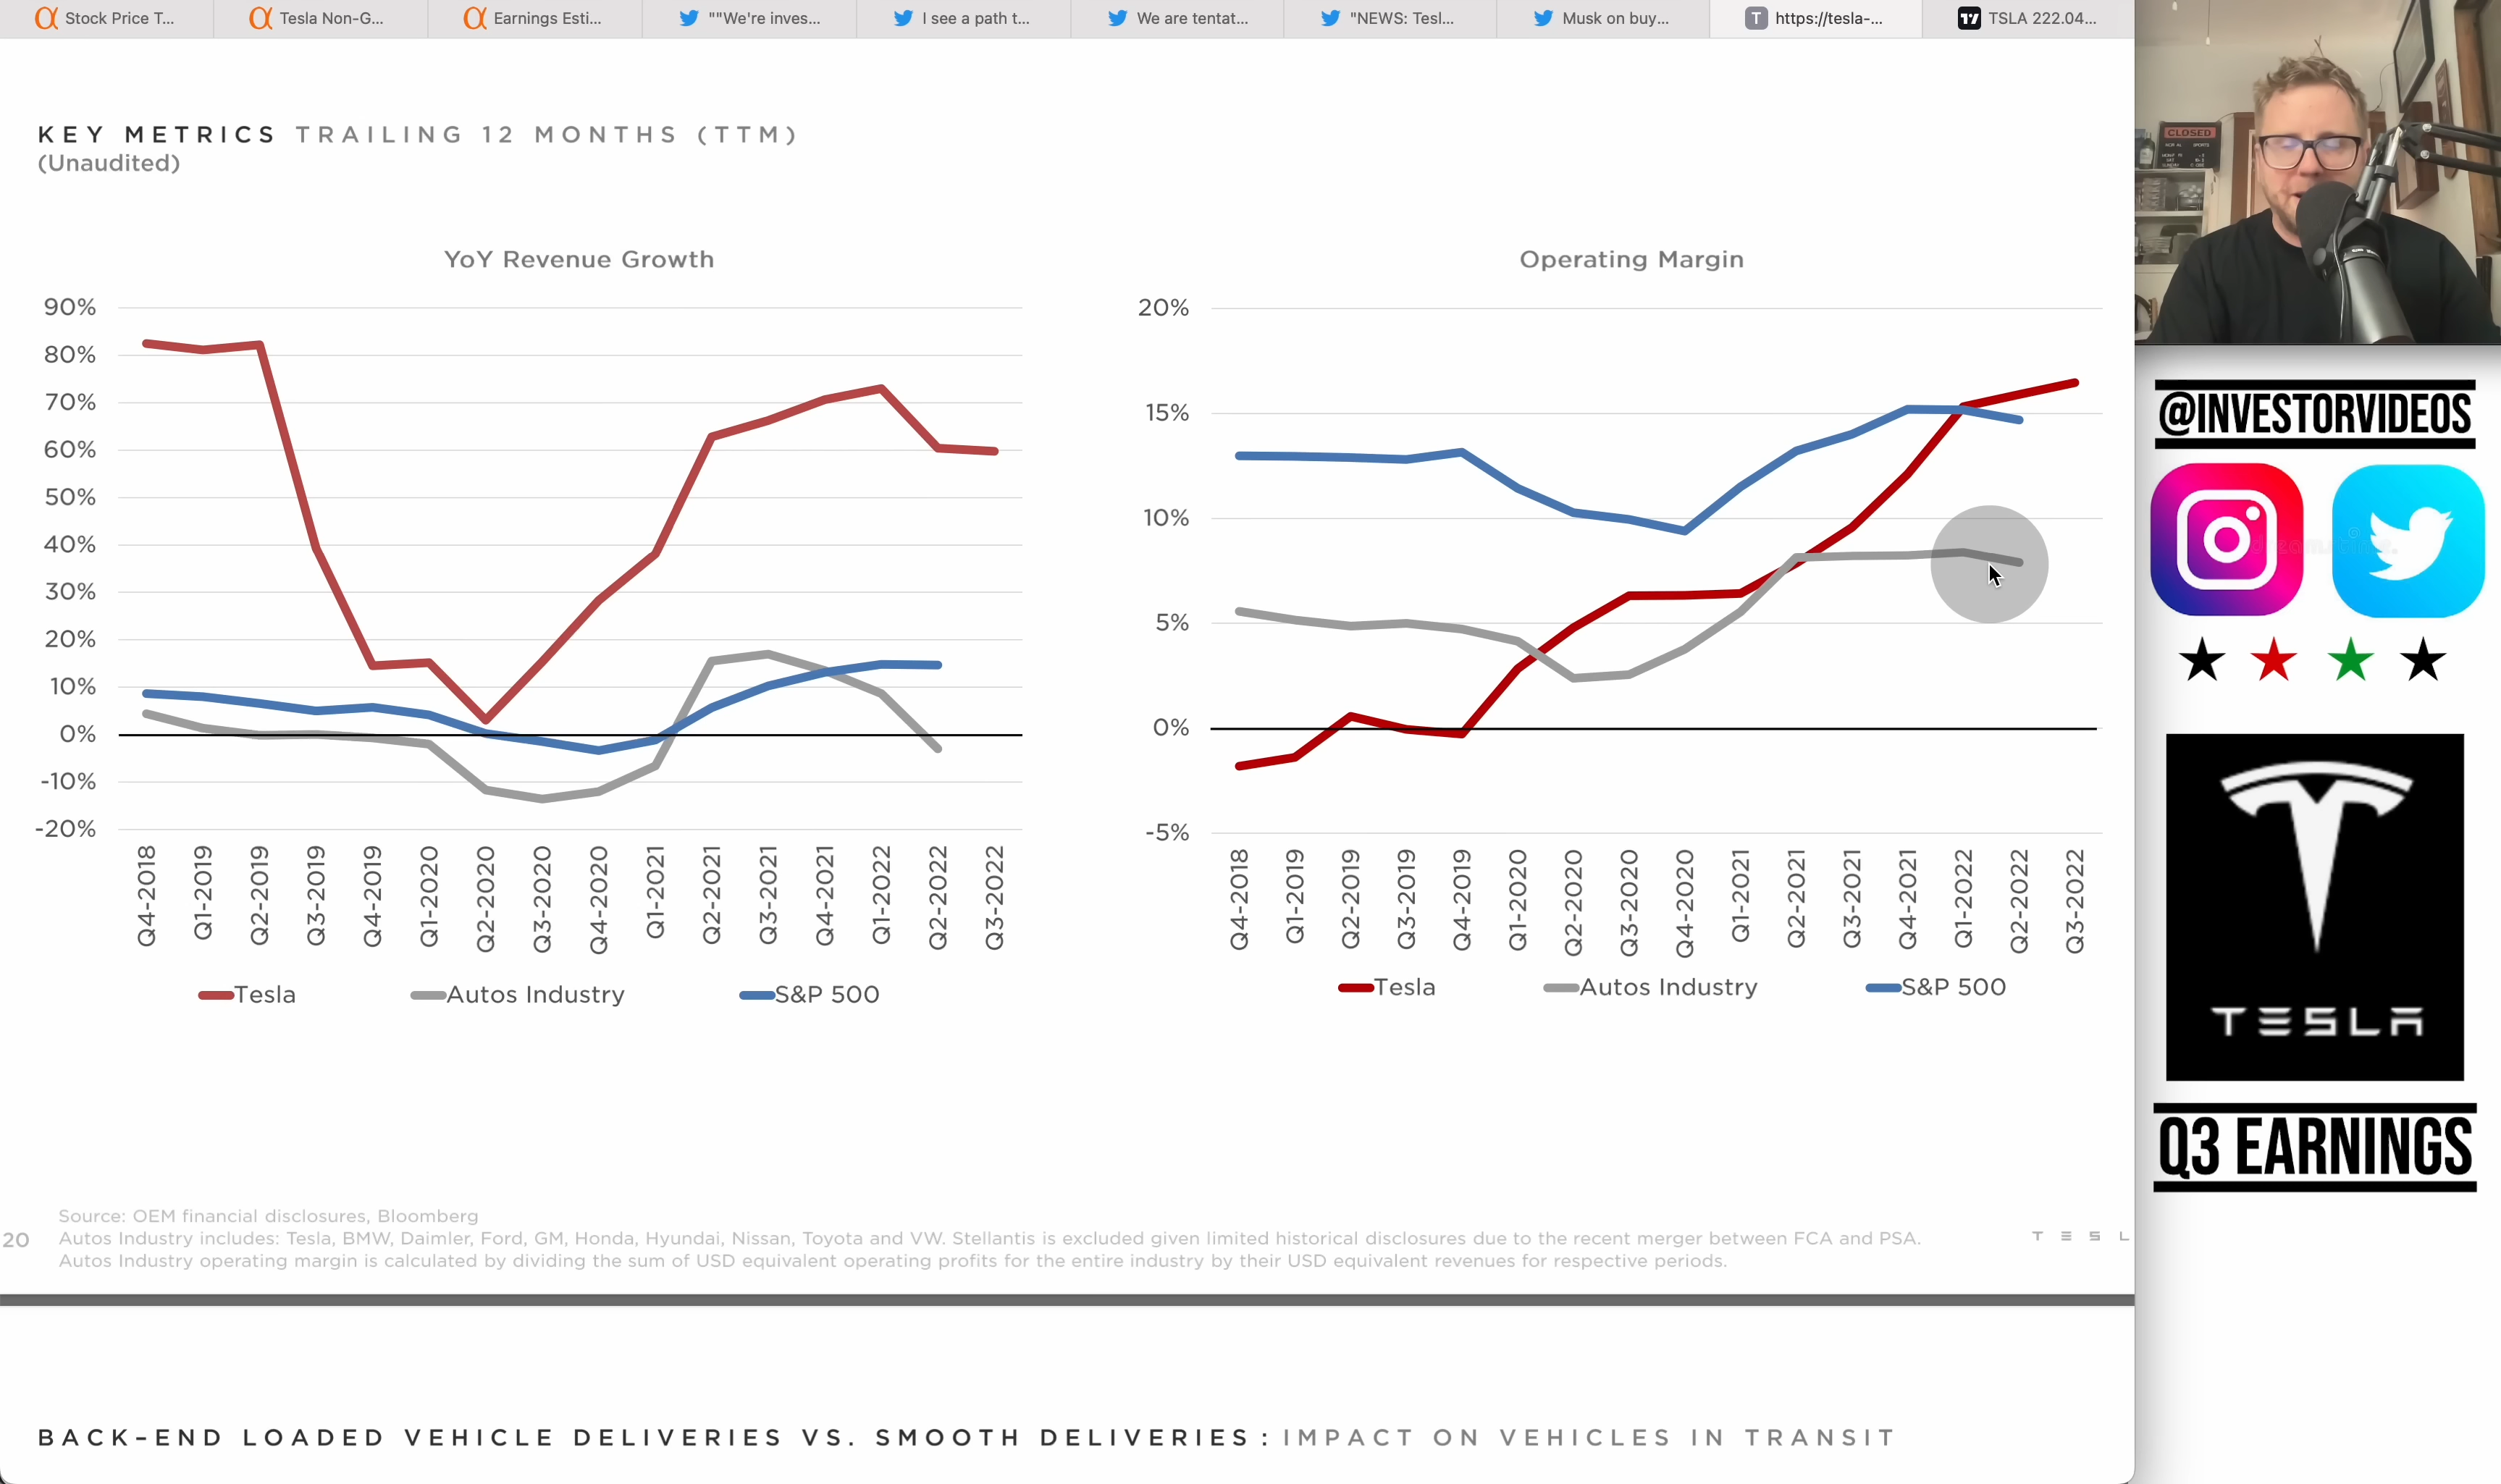 Stock Price T...
Tesla Non-G...
Earnings Esti...
""We're inves...
I see a path t...
We are tentat...
"NEWS: Tesl...
Musk on buy...
T
https://tesla-...
TSLA 222.04...
KEY METRICS TRAILING 12 MONTHS (TTM)
(Unaudited)
YoY Revenue Growth
90%
80%
70%
60%
50%
40%
30%
20%
10%
0%
-10%
-20%
Q4-2018
Q1-2019
Q2-2019
Q3-2019
Q4-2019
Q1-2020
Q2-2020
Q3-2020
Q4-2020
Q1-2021
Q2-2021
Q3-2021
Q4-2021
Q1-2022
Q2-2022
Q3-2022
Tesla
Autos Industry
S&P 500
Operating Margin
20%
15%
10%
5%
0%
-5%
Q4-2018
Q1-2019
Q2-2019
Q3-2019
Q4-2019
Q1-2020
Q2-2020
Q3-2020
Q4-2020
Q1-2021
Q2-2021
Q3-2021
Q4-2021
Q1-2022
Q2-2022
Q3-2022
Tesla
Autos Industry
S&P 500
Source: OEM financial disclosures, Bloomberg
20
Autos Industry includes: Tesla, BMW, Daimler, Ford, GM, Honda, Hyundai, Nissan, Toyota and VW. Stellantis is excluded given limited historical disclosures due to the recent merger between FCA and PSA.
Autos Industry operating margin is calculated by dividing the sum of USD equivalent operating profits for the entire industry by their USD equivalent revenues for respective periods.
TESL
BACK-END LOADED VEHICLE DELIVERIES VS. SMOOTH DELIVERIES: IMPACT ON VEHICLES IN TRANSIT
CLOSED
@INVESTORVIDEOS
TESLA
Q3 EARNINGS